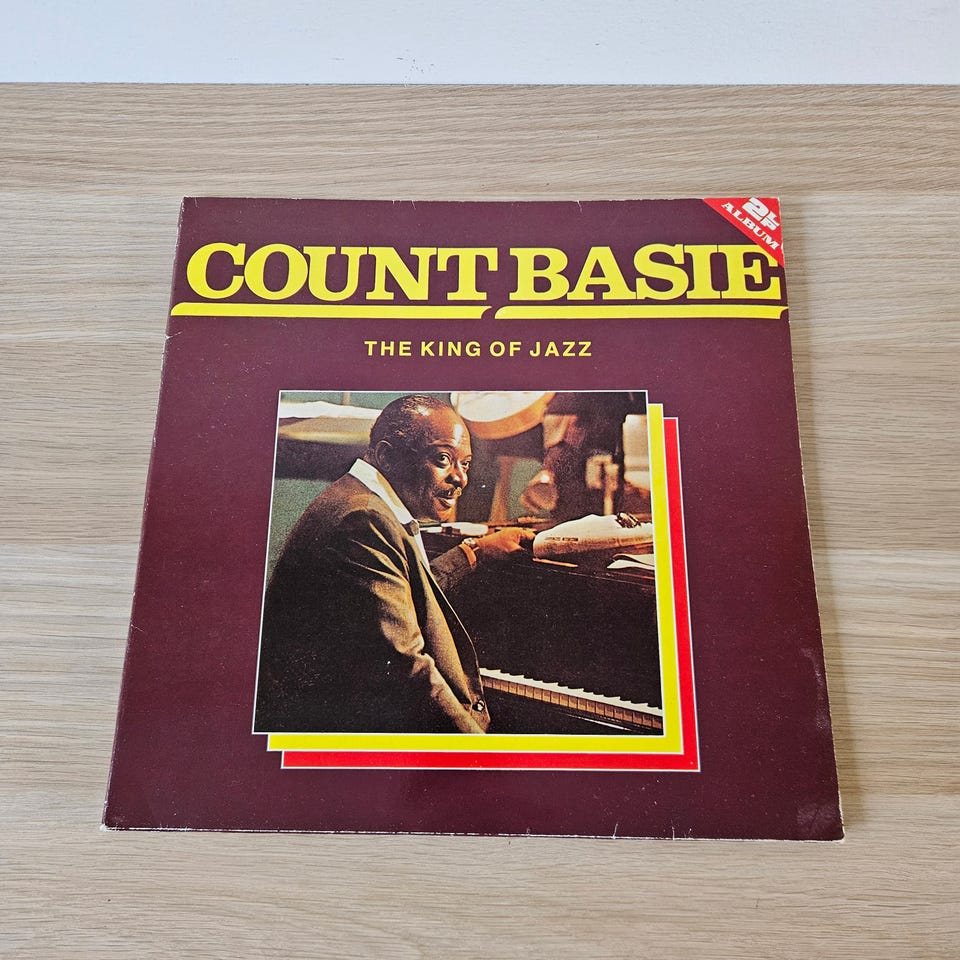 2LP
ALBUM
COUNT BASIE
THE KING OF JAZZ